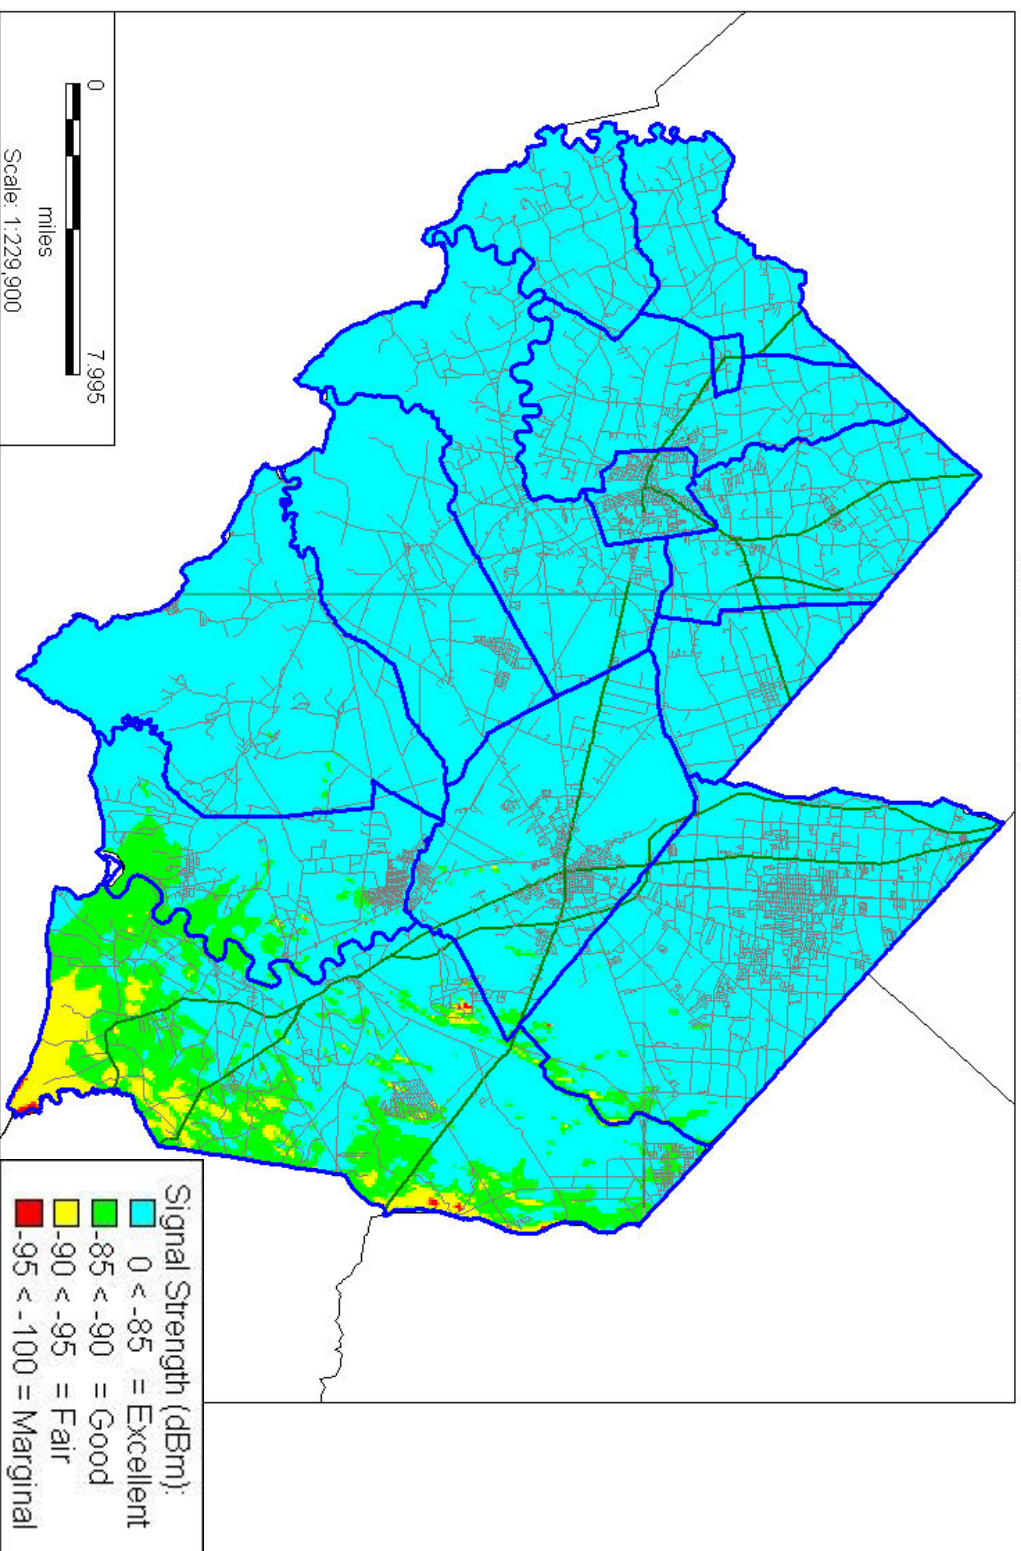 0 7.995
miles
Scale: 1:229,900
Signal Strength (dBm):
0 < -85 = Excellent
-85 < -90 = Good
-90 < -95 = Fair
-95 < -100 = Marginal